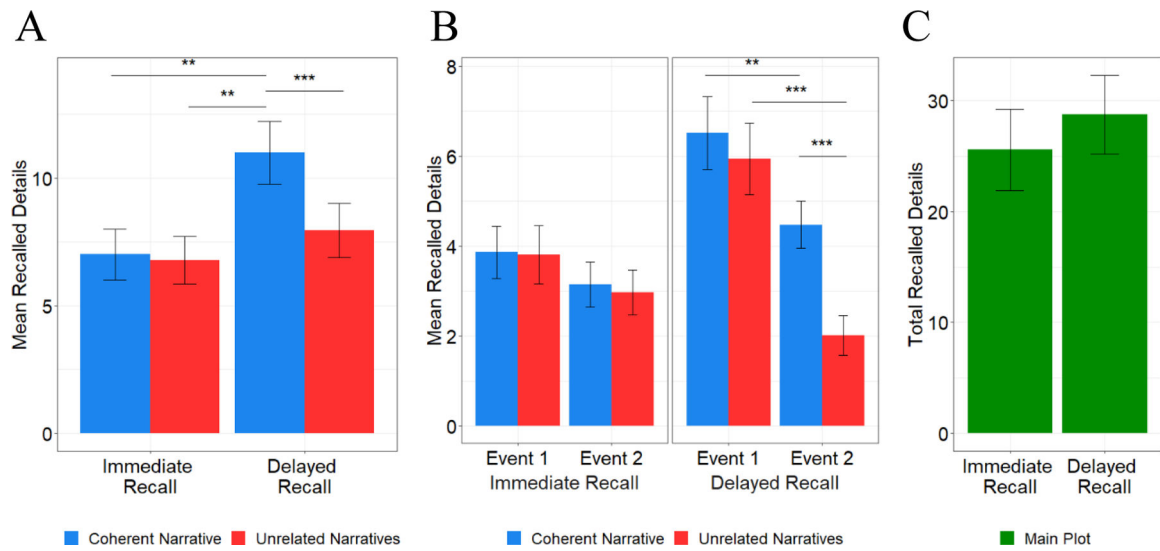 A
**
***
**
Mean Recalled Details
10
5
0
Immediate
Recall
Delayed
Recall
Coherent Narrative
Unrelated Narratives
B
8
**
***
***
Mean Recalled Details
6
4
2
0
Event 1
Event 2
Event 1
Event 2
Immediate Recall
Delayed Recall
Coherent Narrative
Unrelated Narratives
C
Total Recalled Details
30
20
10
0
Immediate
Recall
Delayed
Recall
Main Plot